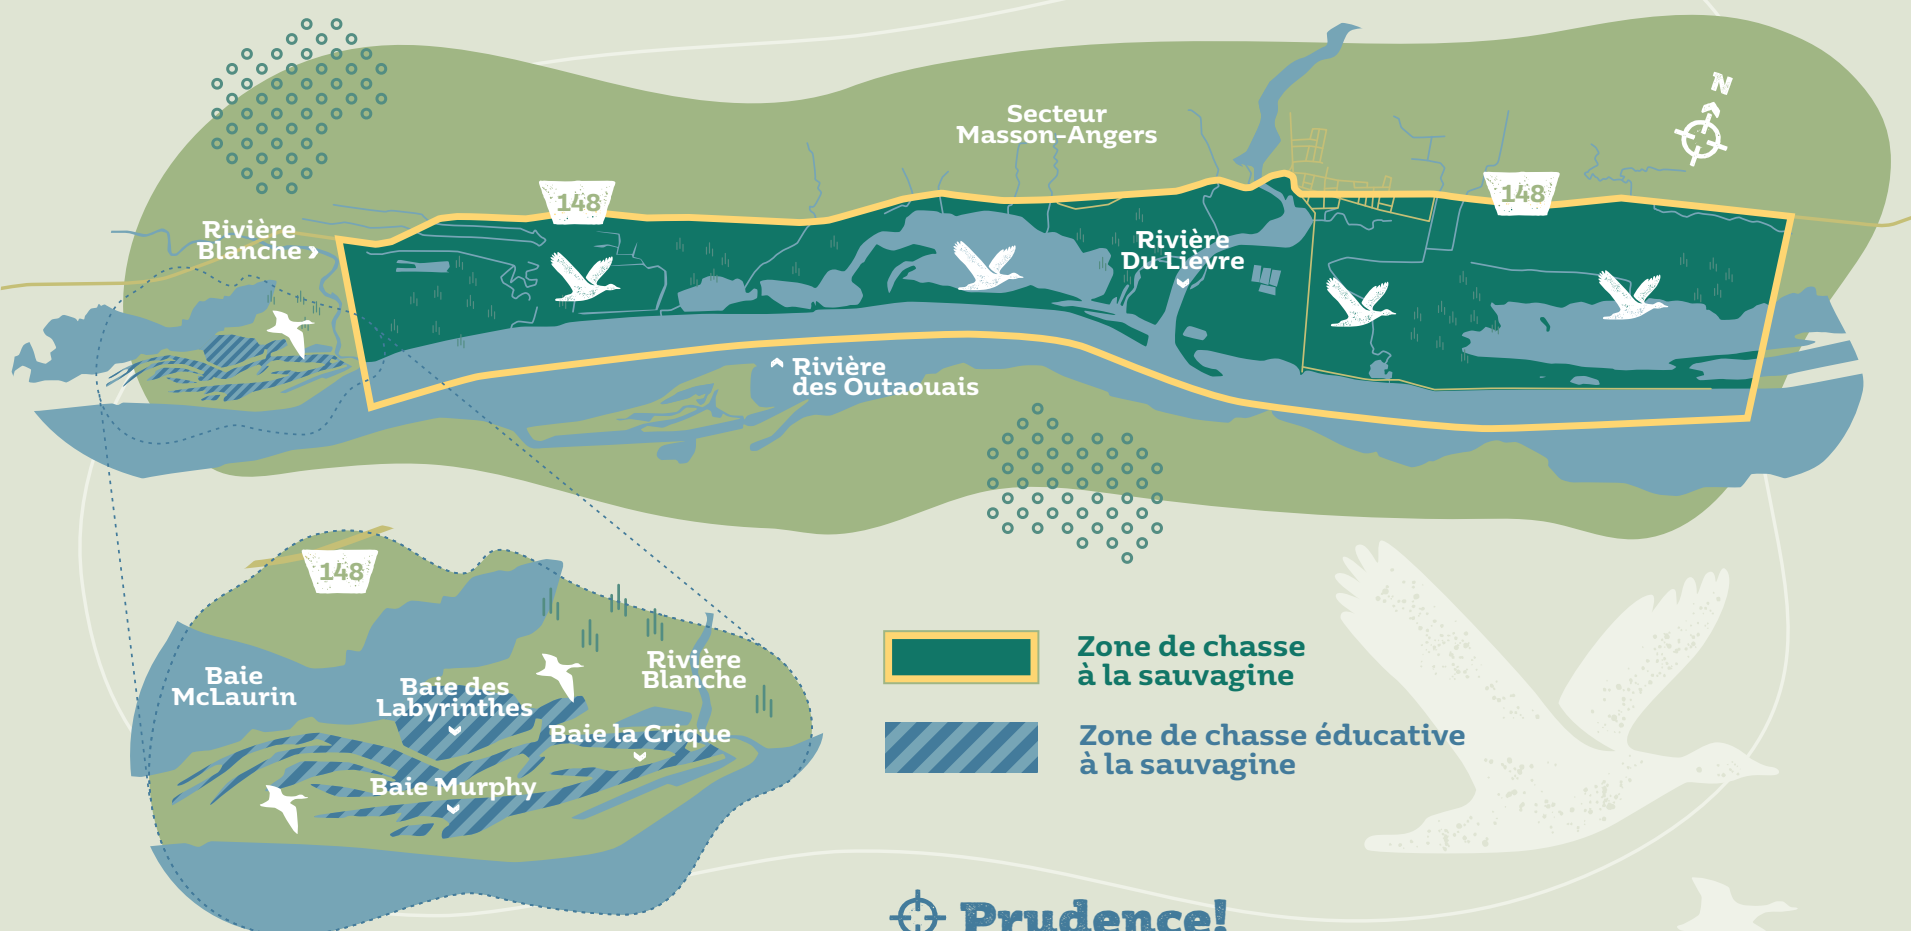 N
Secteur
Masson-Angers
148
148
Rivière
Blanche ›
Rivière
Du Lièvre
Rivière
des Outaouais
148
Baie
McLaurin
Baie des
Labyrinthes
Rivière
Blanche
Baie la Crique
Baie Murphy
Zone de chasse
à la sauvagine
Zone de chasse éducative
à la sauvagine
Prudence!